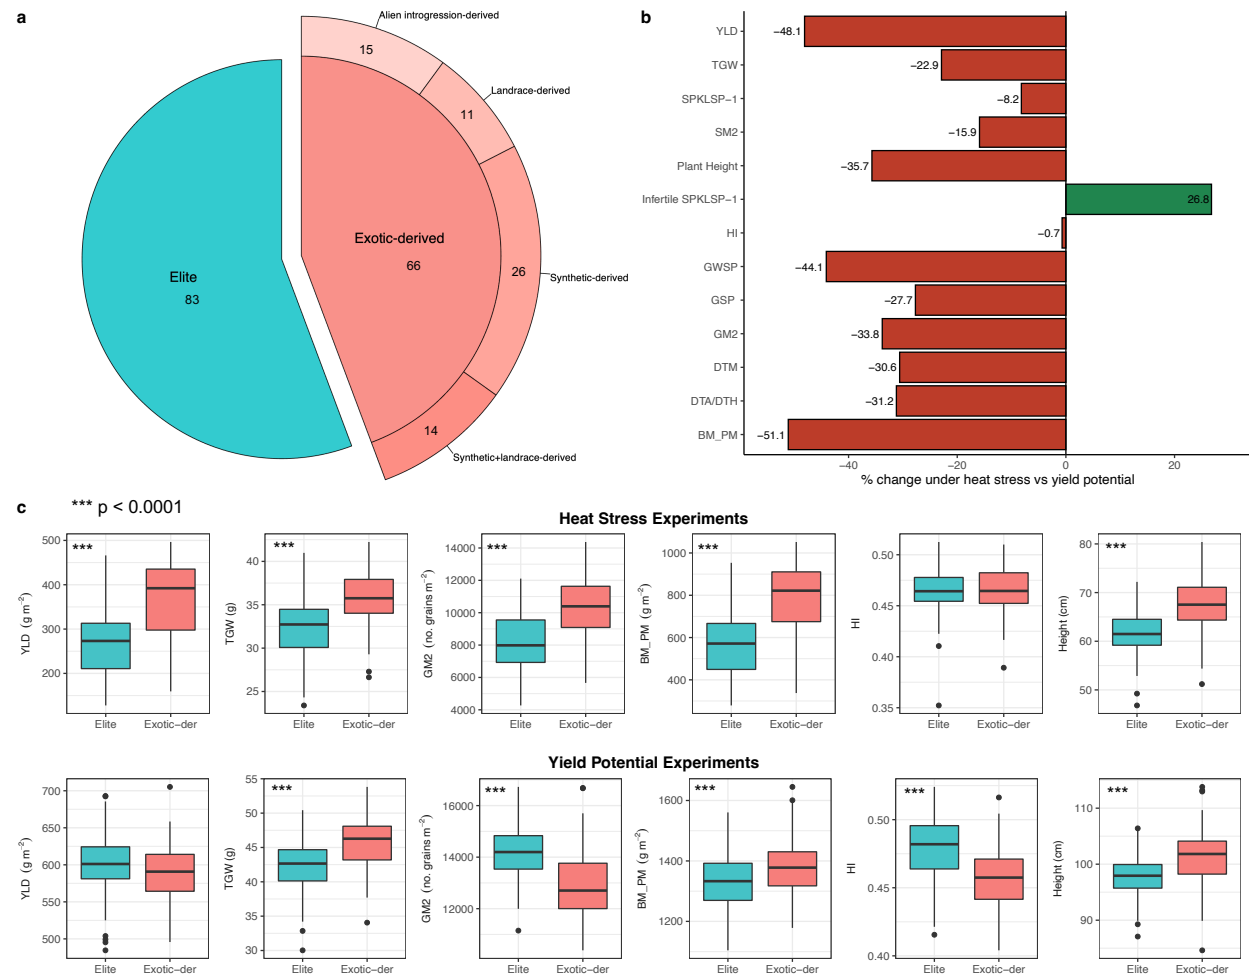 a
Alien introgression-derived
15
Landrace-derived
11
Exotic-derived
66
Elite
83
26
Synthetic-derived
14
Synthetic+landrace-derived
b
YLD
−48.1
TGW
−22.9
SPKLSP−1
−8.2
SM2
−15.9
Plant Height
−35.7
Infertile SPKLSP−1
26.8
HI
−0.7
GWSP
−44.1
GSP
−27.7
GM2
−33.8
DTM
−30.6
DTA/DTH
−31.2
BM_PM
−51.1
−40 −20 0 20
% change under heat stress vs yield potential
c
*** p < 0.0001
Heat Stress Experiments
YLD (g m⁻²)
500
400
300
200
***
Elite Exotic−der
TGW (g)
40
35
30
25
***
Elite Exotic−der
GM2 (no. grains m⁻²)
14000
12000
10000
8000
6000
4000
***
Elite Exotic−der
BM_PM (g m⁻²)
1000
800
600
400
***
Elite Exotic−der
HI
0.50
0.45
0.40
0.35
Elite Exotic−der
Height (cm)
80
70
60
50
***
Elite Exotic−der
Yield Potential Experiments
YLD (g m⁻²)
700
650
600
550
500
Elite Exotic−der
TGW (g)
55
50
45
40
35
30
***
Elite Exotic−der
GM2 (no. grains m⁻²)
16000
14000
12000
***
Elite Exotic−der
BM_PM (g m⁻²)
1600
1400
1200
***
Elite Exotic−der
HI
0.50
0.45
0.40
***
Elite Exotic−der
Height (cm)
110
100
90
***
Elite Exotic−der